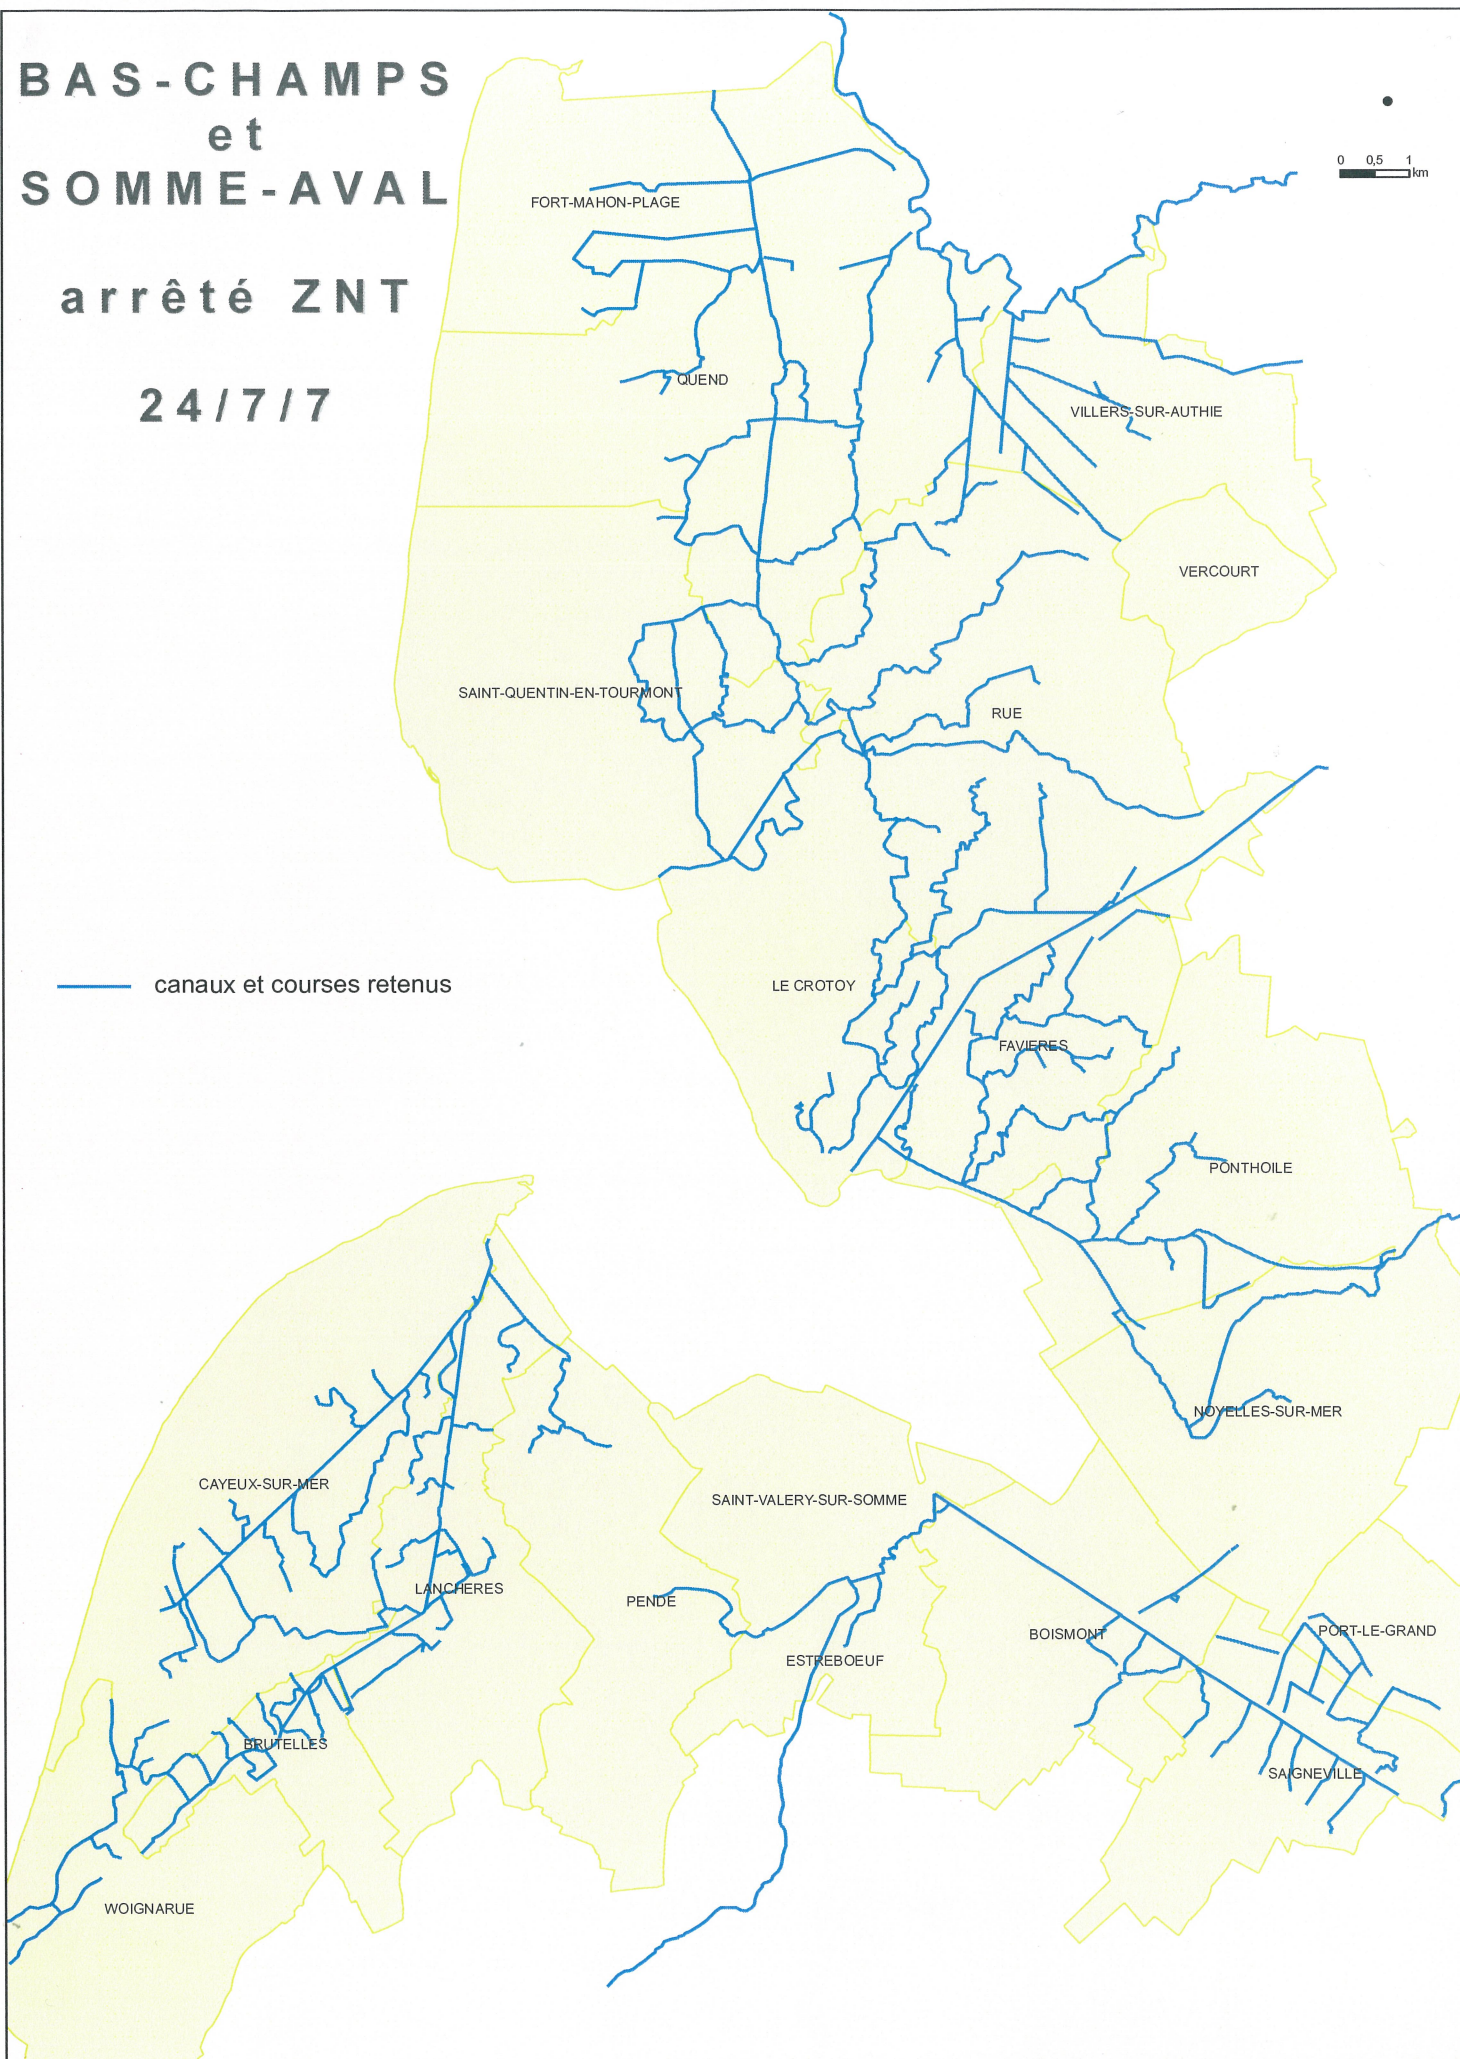 BAS-CHAMPS
et
SOMME-AVAL
arrêté ZNT
24/7/7
0 0,5 1
km
FORT-MAHON-PLAGE
QUEND
VILLERS-SUR-AUTHIE
VERCOURT
SAINT-QUENTIN-EN-TOURMONT
RUE
canaux et courses retenus
LE CROTOY
FAVIERES
PONTHOILE
NOYELLES-SUR-MER
CAYEUX-SUR-MER
SAINT-VALERY-SUR-SOMME
LANCHERES
PENDE
BOISMONT
PORT-LE-GRAND
ESTREBOEUF
BRUTELLES
SAIGNEVILLE
WOIGNARUE